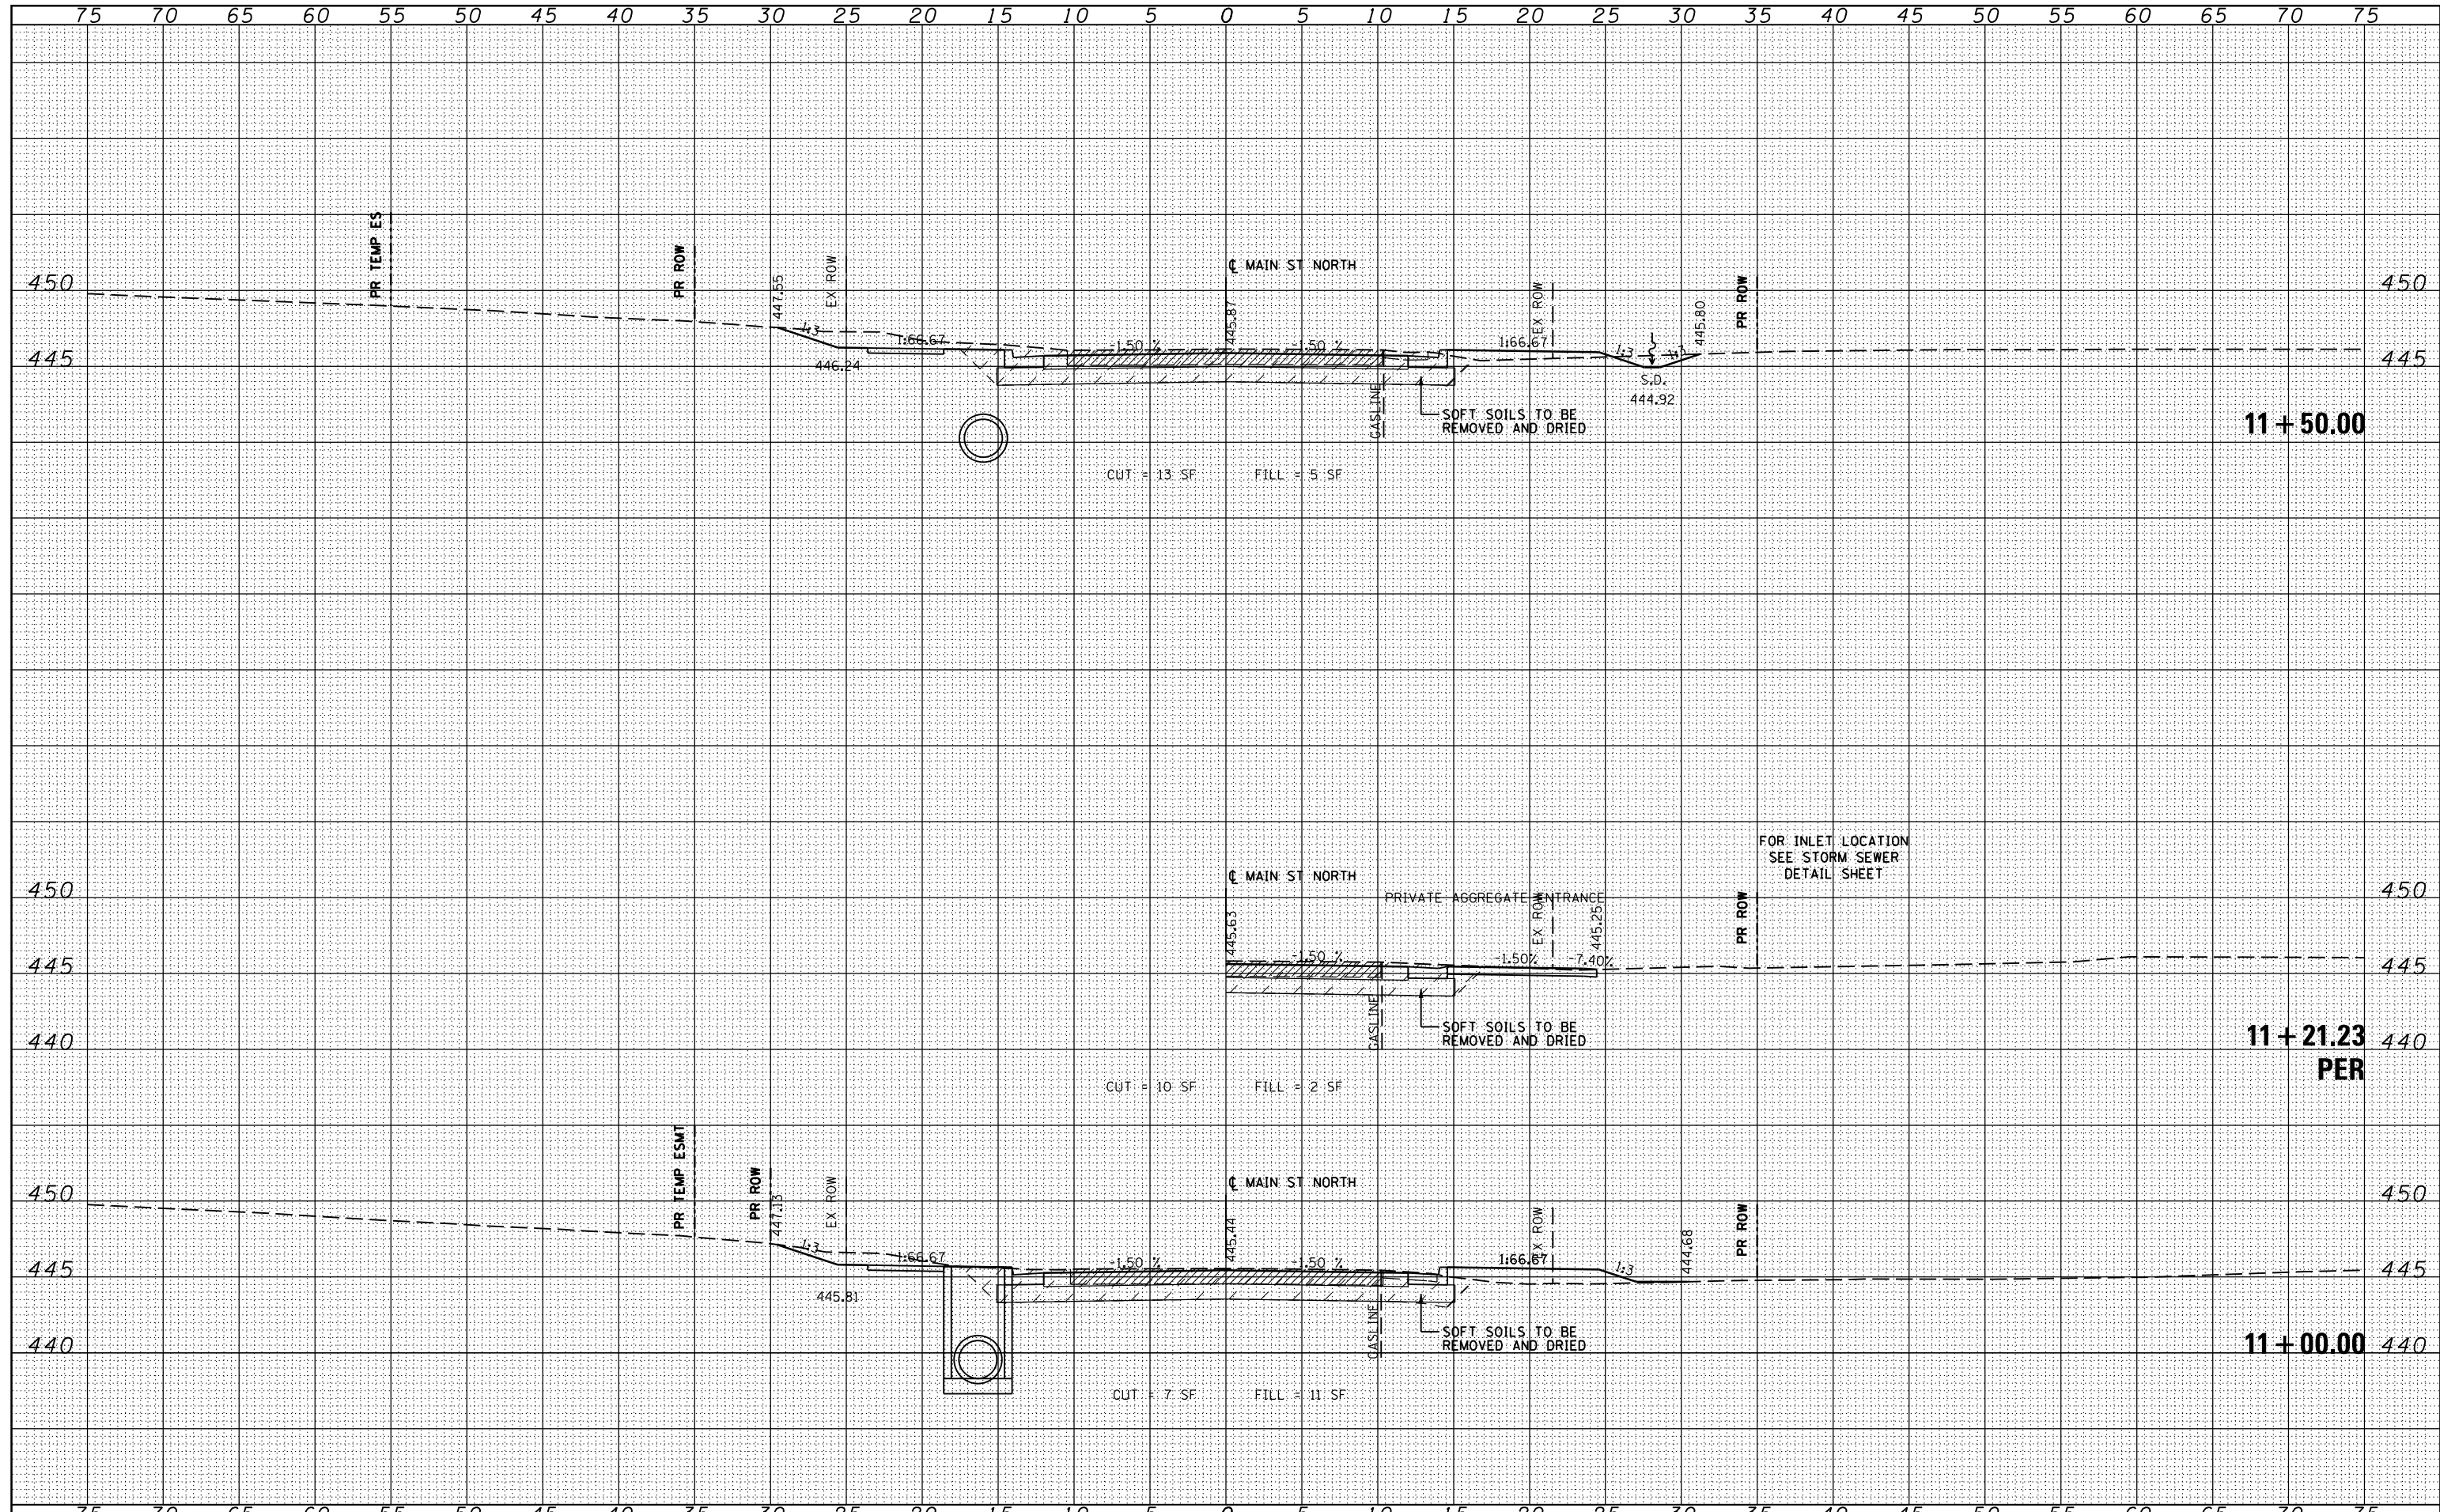 75 70 65 60 55 50 45 40 35 30 25 20 15 10 5 0 5 10 15 20 25 30 35 40 45 50 55 60 65 70 75
PR TEMP ES
PR ROW
447.55
EX ROW
℄ MAIN ST NORTH
445.87
EX ROW
445.80
PR ROW
450
450
1:3
1:66.67
-1.50 %
-1.50 %
1:66.67
1:3
1:3
445
446.24
445
S.D.
444.92
GASLINE
SOFT SOILS TO BE
REMOVED AND DRIED
11+50.00
CUT = 13 SF FILL = 5 SF
FOR INLET LOCATION
SEE STORM SEWER
DETAIL SHEET
℄ MAIN ST NORTH
450
PRIVATE AGGREGATE ENTRANCE
450
445.63
EX ROW
445.25
PR ROW
-1.50 %
-1.50%
-7.40%
445
445
GASLINE
SOFT SOILS TO BE
REMOVED AND DRIED
440
11+21.23
440
PER
CUT = 10 SF FILL = 2 SF
PR TEMP ESMT
PR ROW
447.13
EX ROW
℄ MAIN ST NORTH
445.44
EX ROW
444.68
PR ROW
450
450
1:3
1:66.67
-1.50 %
-1.50 %
1:66.67
1:3
445
445
445.81
GASLINE
SOFT SOILS TO BE
REMOVED AND DRIED
440
11+00.00
440
CUT = 7 SF FILL = 11 SF
75 70 65 60 55 50 45 40 35 30 25 20 15 10 5 0 5 10 15 20 25 30 35 40 45 50 55 60 65 70 75